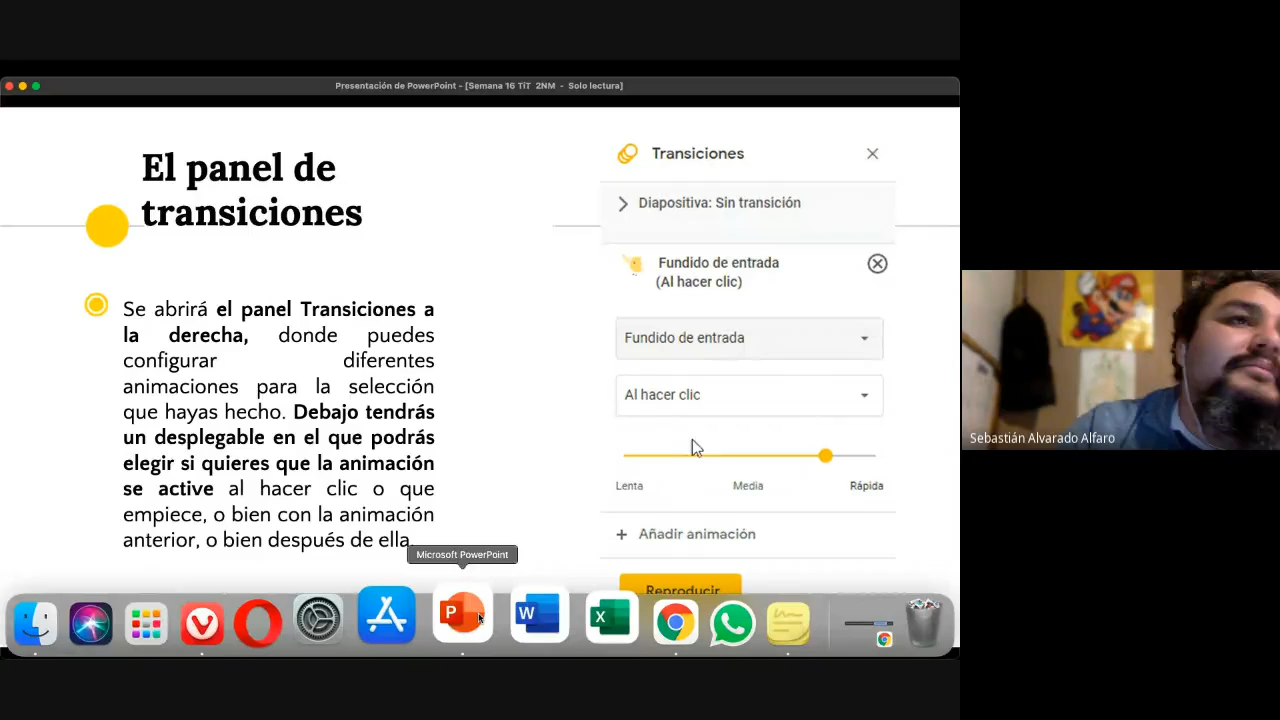 Presentación de PowerPoint - [Semana 16 TiT 2NM - Solo lectura]
El panel de
transiciones
Se abrirá el panel Transiciones a
la derecha, donde puedes
configurar diferentes
animaciones para la selección
que hayas hecho. Debajo tendrás
un desplegable en el que podrás
elegir si quieres que la animación
se active al hacer clic o que
empiece, o bien con la animación
anterior, o bien después de ella.
Transiciones
Diapositiva: Sin transición
Fundido de entrada
(Al hacer clic)
Fundido de entrada
Al hacer clic
Lenta Media Rápida
+ Añadir animación
Reproducir
Microsoft PowerPoint
P
W
X
Sebastián Alvarado Alfaro